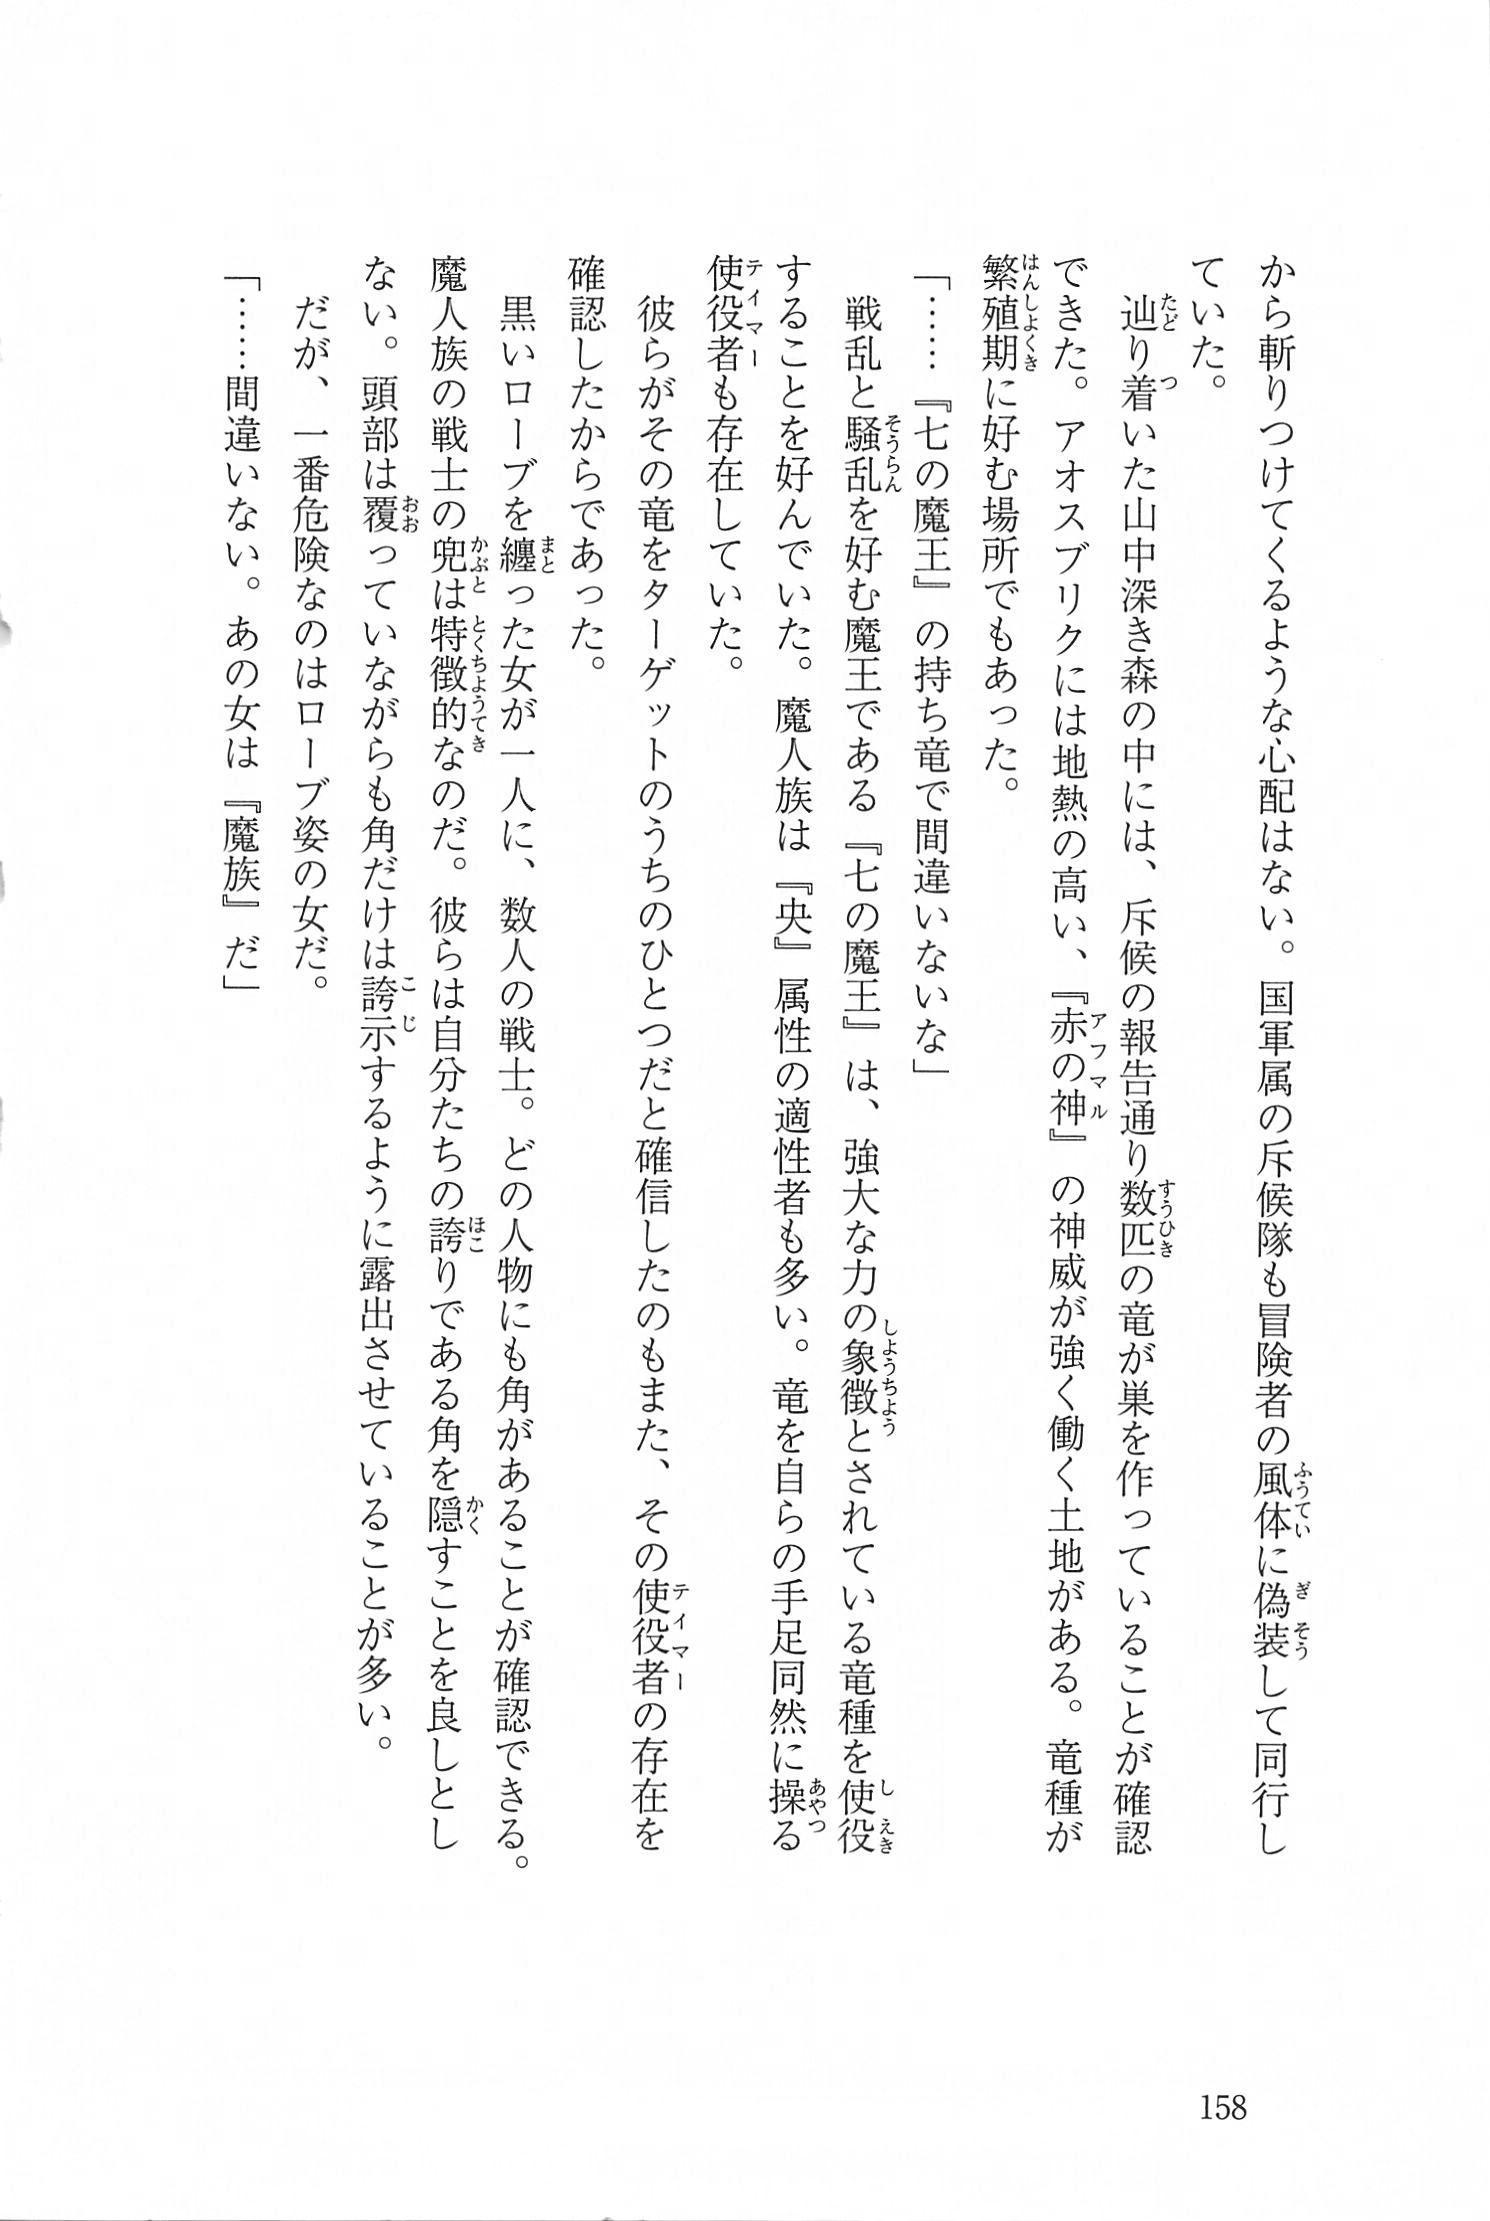 から斬りつけてくるような心配はない。国軍属の斥候隊も冒険者の風体に偽装して同行し
ていた。
　辿り着いた山中深き森の中には、斥候の報告通り数匹の竜が巣を作っていることが確認
できた。アオスブリクには地熱の高い、『赤の神』の神威が強く働く土地がある。竜種が
繁殖期に好む場所でもあった。
「……『七の魔王』の持ち竜で間違いないな」
　戦乱と騒乱を好む魔王である『七の魔王』は、強大な力の象徴とされている竜種を使役
することを好んでいた。魔人族は『央』属性の適性者も多い。竜を自らの手足同然に操る
使役者も存在していた。
　彼らがその竜をターゲットのうちのひとつだと確信したのもまた、その使役者の存在を
確認したからであった。
　黒いローブを纏った女が一人に、数人の戦士。どの人物にも角があることが確認できる。
魔人族の戦士の兜は特徴的なのだ。彼らは自分たちの誇りである角を隠すことを良しとし
ない。頭部は覆っていながらも角だけは誇示するように露出させていることが多い。
　だが、一番危険なのはローブ姿の女だ。
「……間違いない。あの女は『魔族』だ」
158